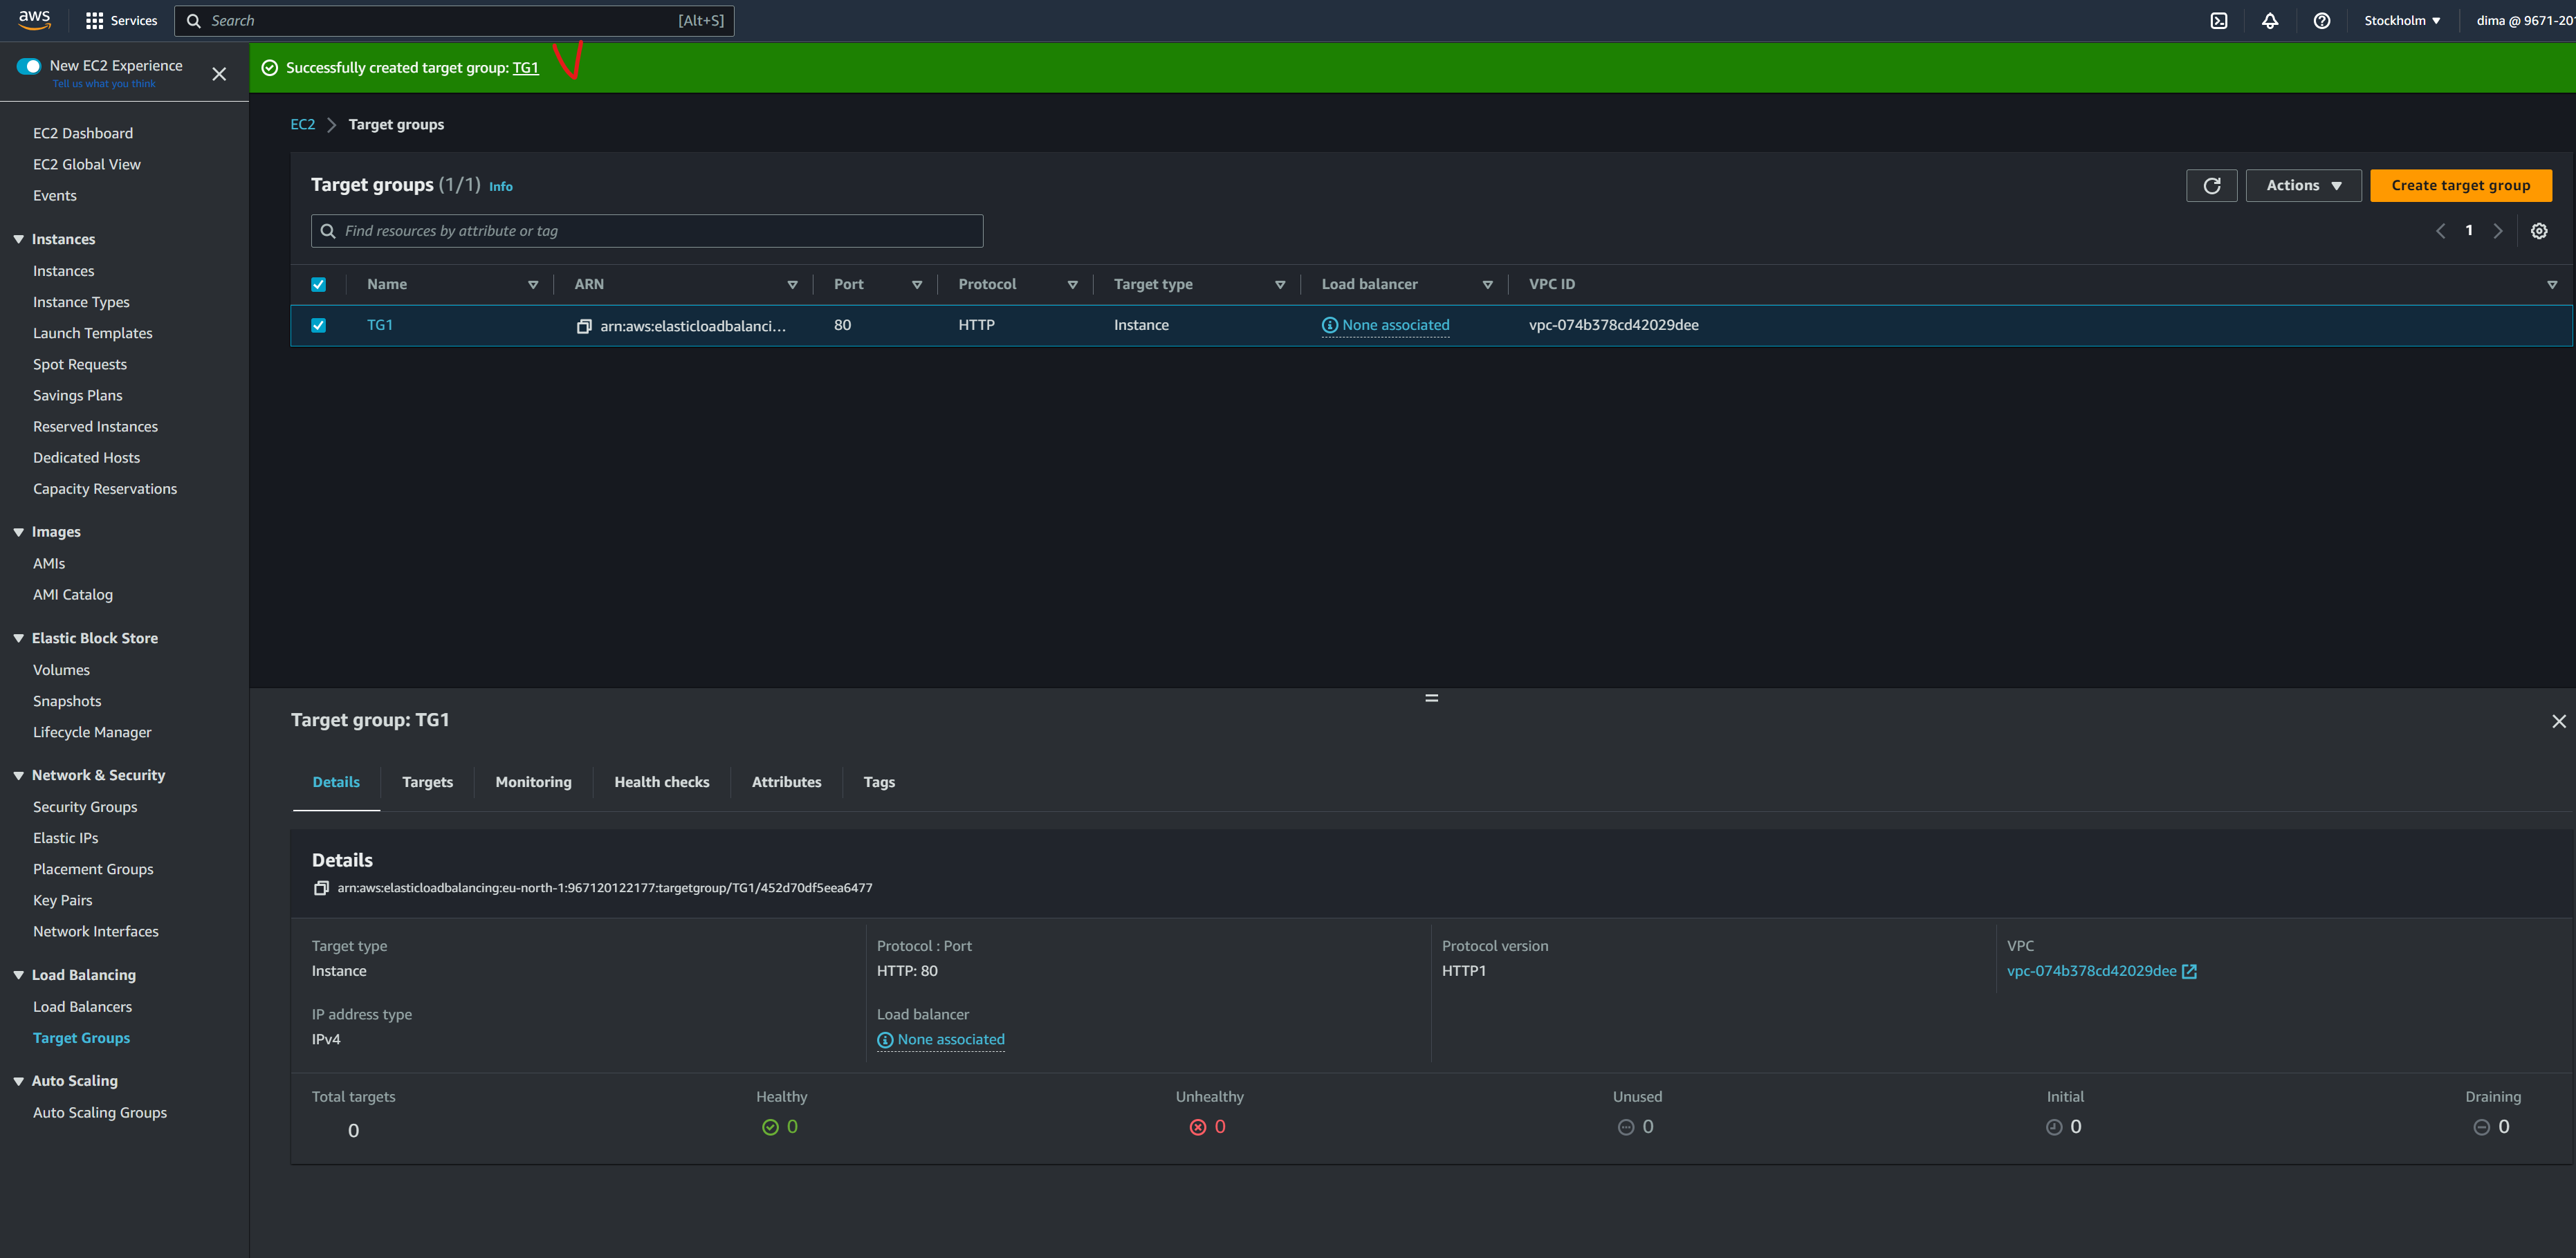 aws
Services
Search
[Alt+S]
Stockholm
dima @ 9671-201
New EC2 Experience
Tell us what you think
Successfully created target group: TG1
EC2 Dashboard
EC2 Global View
Events
Instances
Instances
Instance Types
Launch Templates
Spot Requests
Savings Plans
Reserved Instances
Dedicated Hosts
Capacity Reservations
Images
AMIs
AMI Catalog
Elastic Block Store
Volumes
Snapshots
Lifecycle Manager
Network & Security
Security Groups
Elastic IPs
Placement Groups
Key Pairs
Network Interfaces
Load Balancing
Load Balancers
Target Groups
Auto Scaling
Auto Scaling Groups
EC2 > Target groups
Target groups (1/1) Info
Actions
Create target group
Find resources by attribute or tag
1
Name ARN Port Protocol Target type Load balancer VPC ID
TG1 arn:aws:elasticloadbalanci... 80 HTTP Instance None associated vpc-074b378cd42029dee
Target group: TG1
Details Targets Monitoring Health checks Attributes Tags
Details
arn:aws:elasticloadbalancing:eu-north-1:967120122177:targetgroup/TG1/452d70df5eea6477
Target type Protocol : Port Protocol version VPC
Instance HTTP: 80 HTTP1 vpc-074b378cd42029dee
IP address type Load balancer
IPv4 None associated
Total targets Healthy Unhealthy Unused Initial Draining
0 0 0 0 0 0